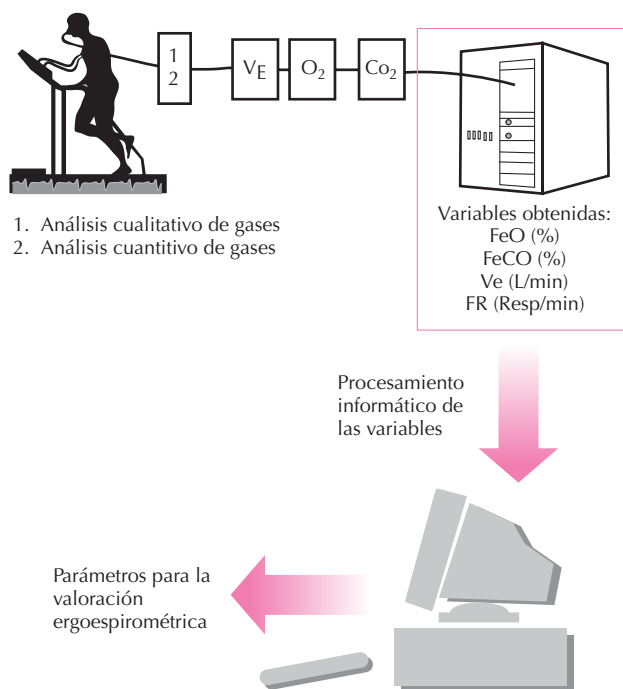 1
2
VE
O2
Co2
1. Análisis cualitativo de gases
2. Análisis cuantitivo de gases
Variables obtenidas:
FeO (%)
FeCO (%)
Ve (L/min)
FR (Resp/min)
Procesamiento
informático de
las variables
Parámetros para la
valoración
ergoespirométrica